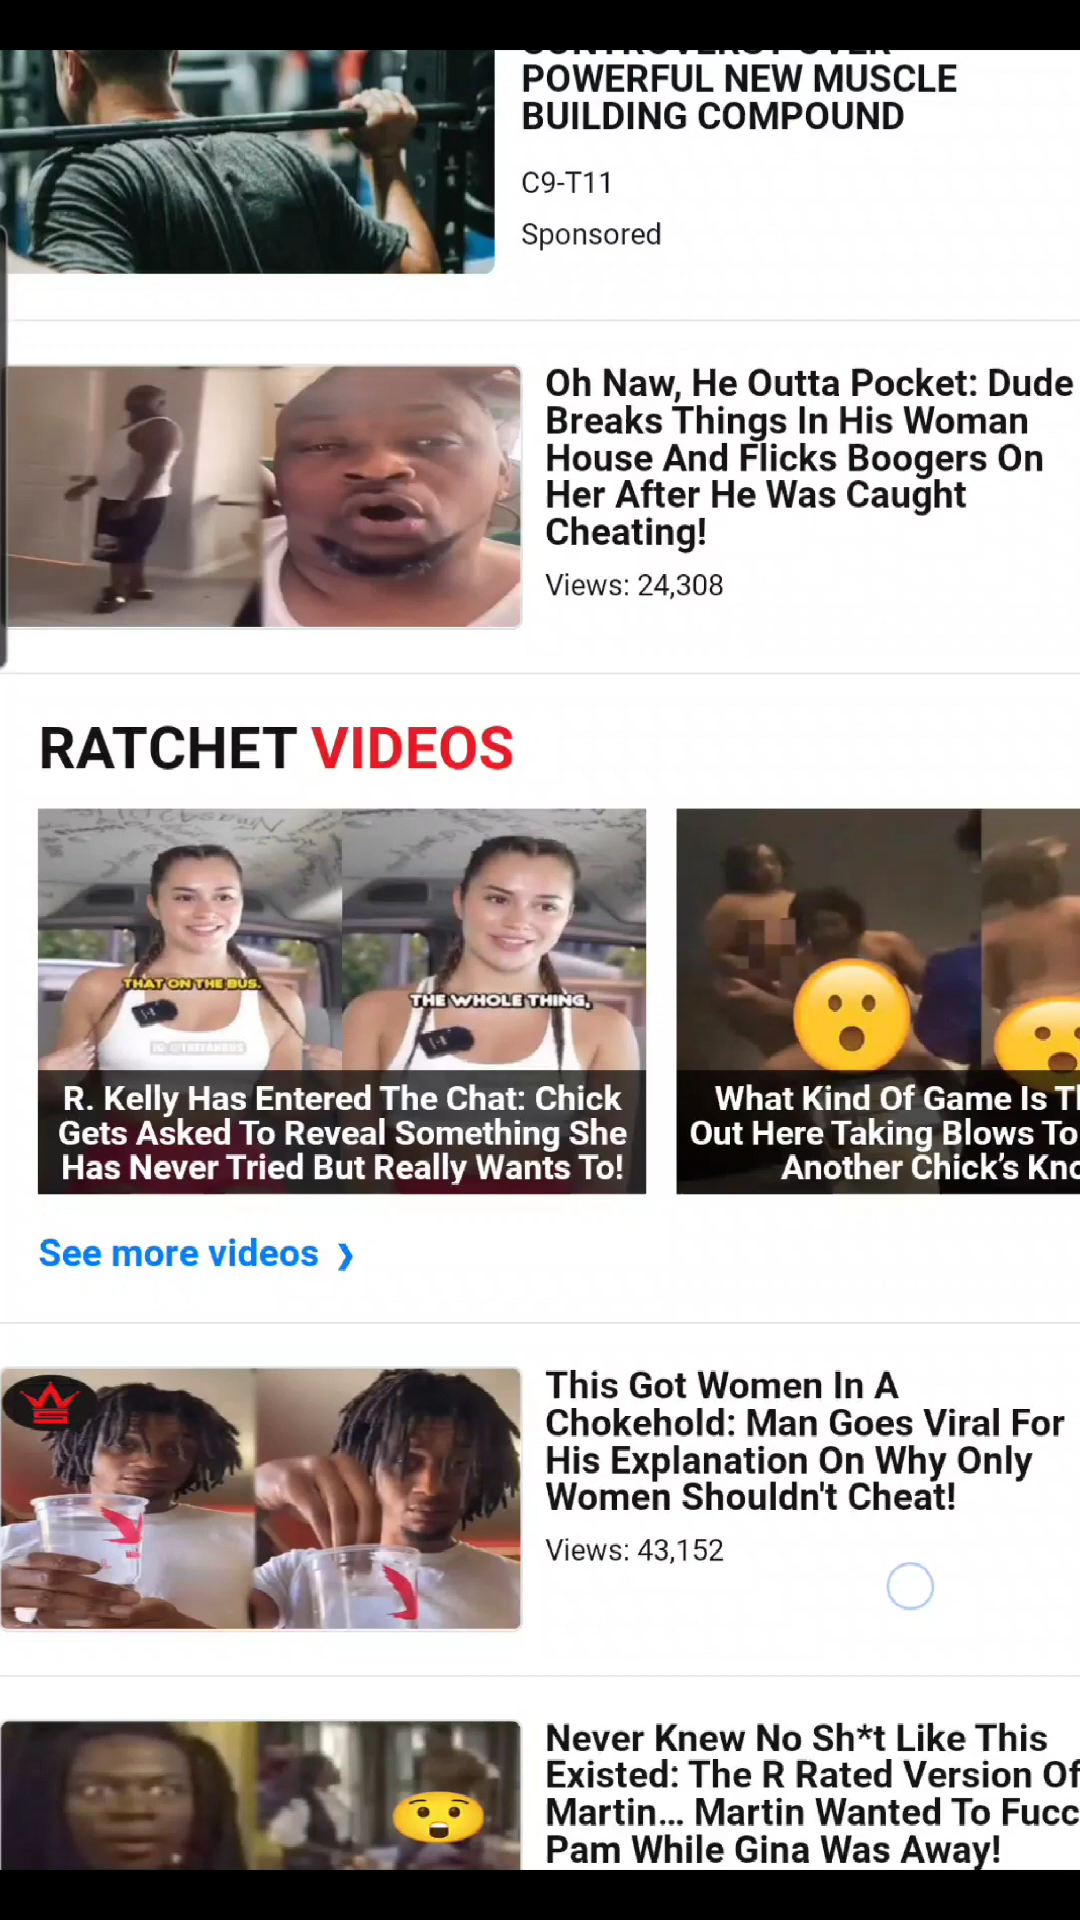 POWERFUL NEW MUSCLE
BUILDING COMPOUND
C9-T11
Sponsored
Oh Naw, He Outta Pocket: Dude
Breaks Things In His Woman
House And Flicks Boogers On
Her After He Was Caught
Cheating!
Views: 24,308
RATCHET VIDEOS
THAT ON THE BUS.
THE WHOLE THING,
R. Kelly Has Entered The Chat: Chick
Gets Asked To Reveal Something She
Has Never Tried But Really Wants To!
What Kind Of Game Is Th
Out Here Taking Blows To
Another Chick’s Kno
See more videos ❯
This Got Women In A
Chokehold: Man Goes Viral For
His Explanation On Why Only
Women Shouldn't Cheat!
Views: 43,152
Never Knew No Sh*t Like This
Existed: The R Rated Version Of
Martin... Martin Wanted To Fucc
Pam While Gina Was Away!